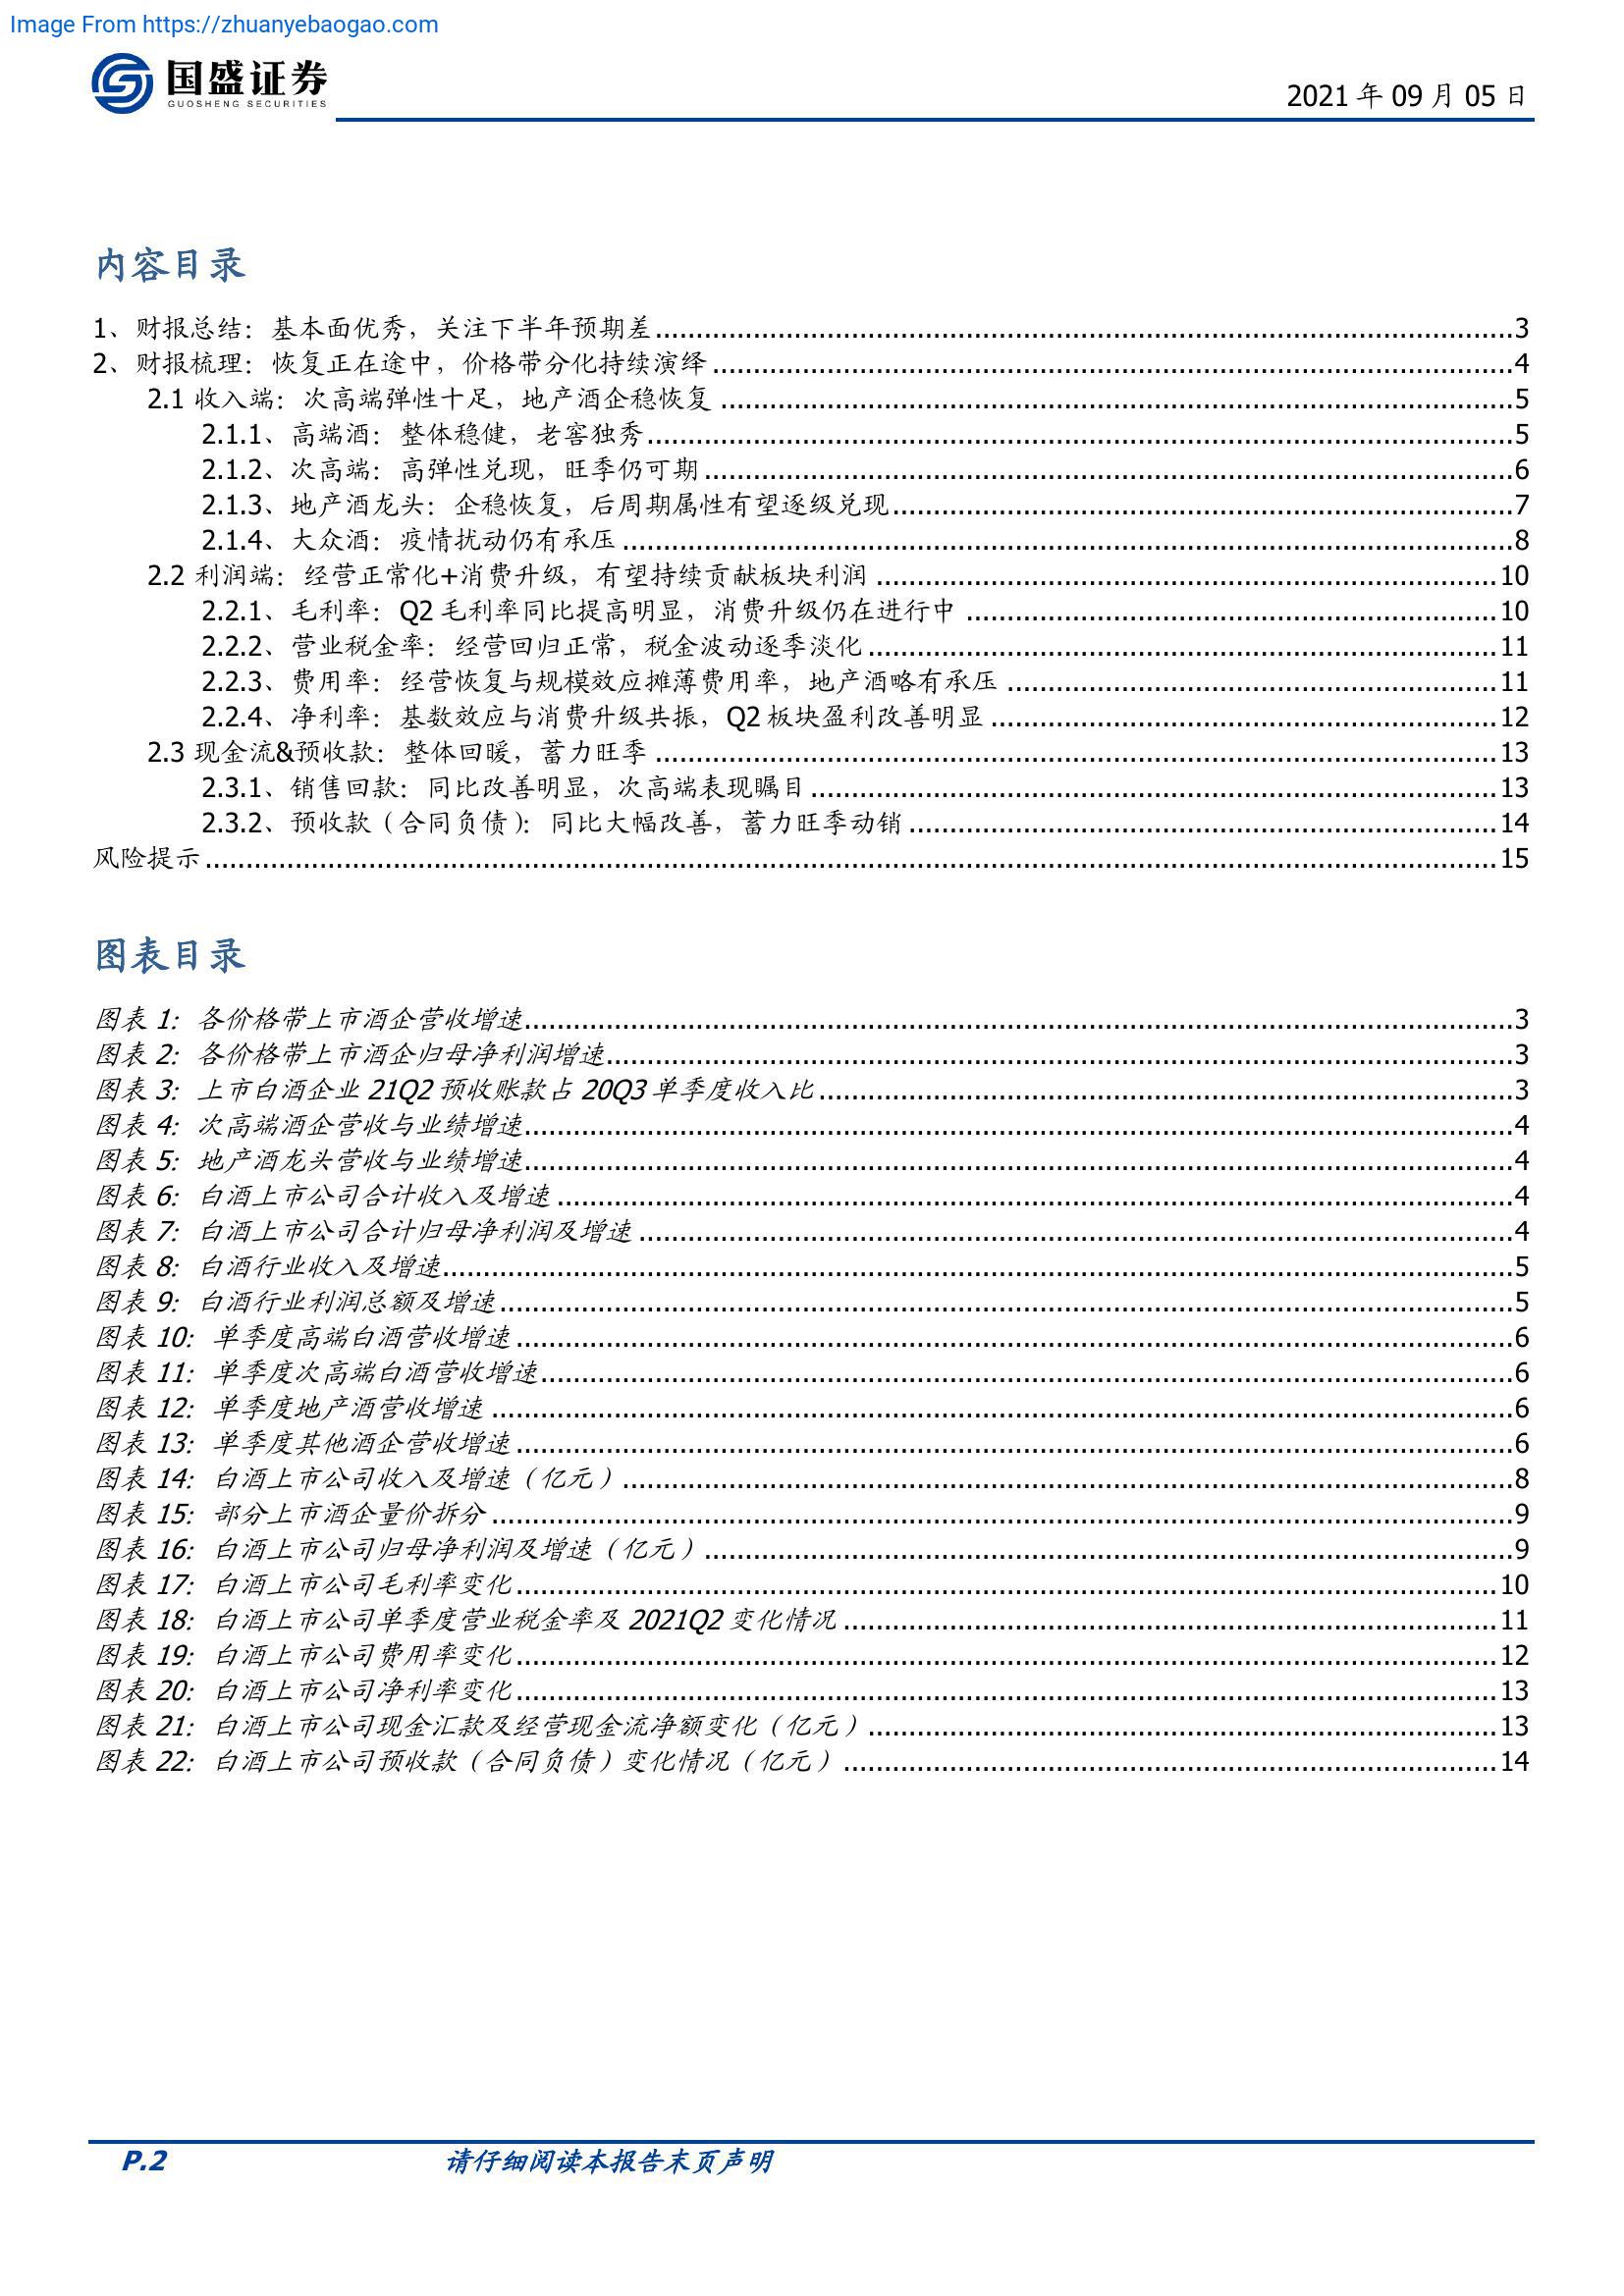 Image From https://zhuanyebaogao.com
国盛证券
GUOSHENG SECURITIES
2021 年 09 月 05 日
内容目录
1、财报总结：基本面优秀，关注下半年预期差 3
2、财报梳理：恢复正在途中，价格带分化持续演绎 4
2.1 收入端：次高端弹性十足，地产酒企稳恢复 5
2.1.1、高端酒：整体稳健，老窖独秀 5
2.1.2、次高端：高弹性兑现，旺季仍可期 6
2.1.3、地产酒龙头：企稳恢复，后周期属性有望逐级兑现 7
2.1.4、大众酒：疫情扰动仍有承压 8
2.2 利润端：经营正常化+消费升级，有望持续贡献板块利润 10
2.2.1、毛利率：Q2 毛利率同比提高明显，消费升级仍在进行中 10
2.2.2、营业税金率：经营回归正常，税金波动逐季淡化 11
2.2.3、费用率：经营恢复与规模效应摊薄费用率，地产酒略有承压 11
2.2.4、净利率：基数效应与消费升级共振，Q2 板块盈利改善明显 12
2.3 现金流&预收款：整体回暖，蓄力旺季 13
2.3.1、销售回款：同比改善明显，次高端表现瞩目 13
2.3.2、预收款（合同负债）：同比大幅改善，蓄力旺季动销 14
风险提示 15
图表目录
图表 1：各价格带上市酒企营收增速 3
图表 2：各价格带上市酒企归母净利润增速 3
图表 3：上市白酒企业 21Q2 预收账款占 20Q3 单季度收入比 3
图表 4：次高端酒企营收与业绩增速 4
图表 5：地产酒龙头营收与业绩增速 4
图表 6：白酒上市公司合计收入及增速 4
图表 7：白酒上市公司合计归母净利润及增速 4
图表 8：白酒行业收入及增速 5
图表 9：白酒行业利润总额及增速 5
图表 10：单季度高端白酒营收增速 6
图表 11：单季度次高端白酒营收增速 6
图表 12：单季度地产酒营收增速 6
图表 13：单季度其他酒企营收增速 6
图表 14：白酒上市公司收入及增速（亿元） 8
图表 15：部分上市酒企量价拆分 9
图表 16：白酒上市公司归母净利润及增速（亿元） 9
图表 17：白酒上市公司毛利率变化 10
图表 18：白酒上市公司单季度营业税金率及 2021Q2 变化情况 11
图表 19：白酒上市公司费用率变化 12
图表 20：白酒上市公司净利率变化 13
图表 21：白酒上市公司现金汇款及经营现金流净额变化（亿元） 13
图表 22：白酒上市公司预收款（合同负债）变化情况（亿元） 14
P.2 请仔细阅读本报告末页声明